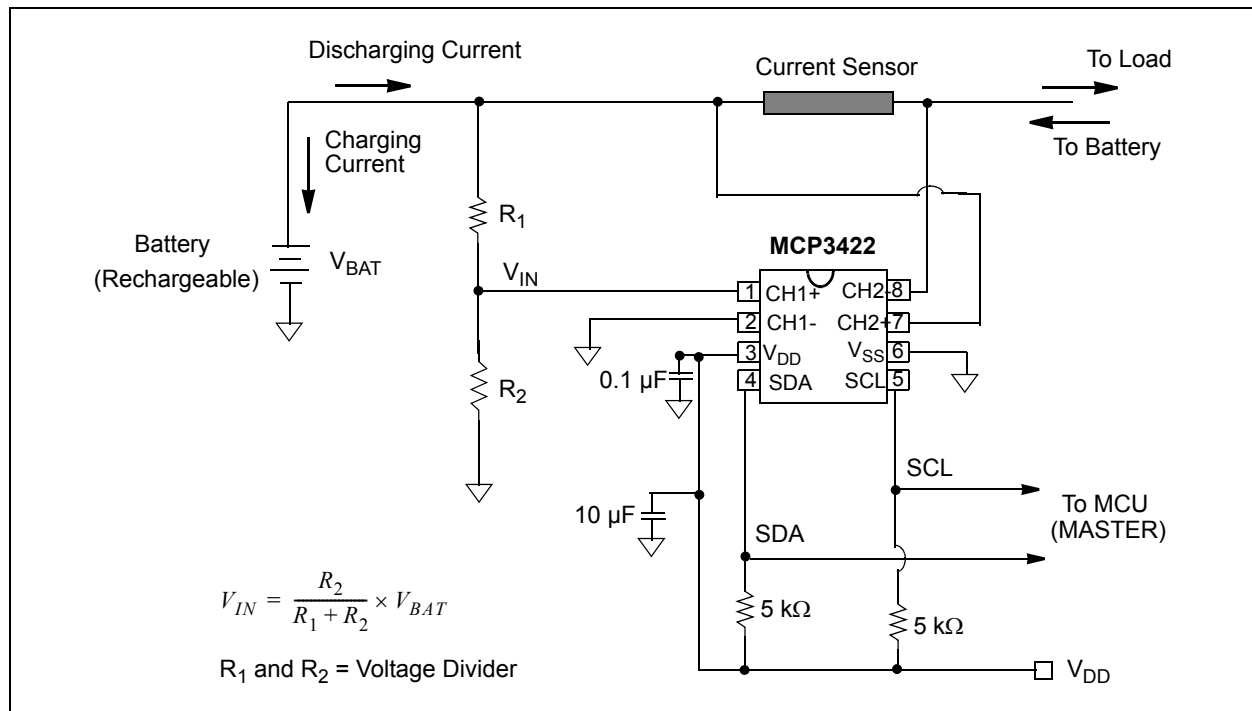 Discharging Current
Current Sensor
To Load
To Battery
Charging
Current
Battery
(Rechargeable)
V_BAT
R_1
V_IN
R_2
MCP3422
1 CH1+
2 CH1-
3 V_DD
4 SDA
CH2- 8
CH2+ 7
V_SS 6
SCL 5
0.1 µF
10 µF
SCL
SDA
To MCU
(MASTER)
5 kΩ
5 kΩ
V_DD
V_IN = R_2 / (R_1 + R_2) × V_BAT
R_1 and R_2 = Voltage Divider